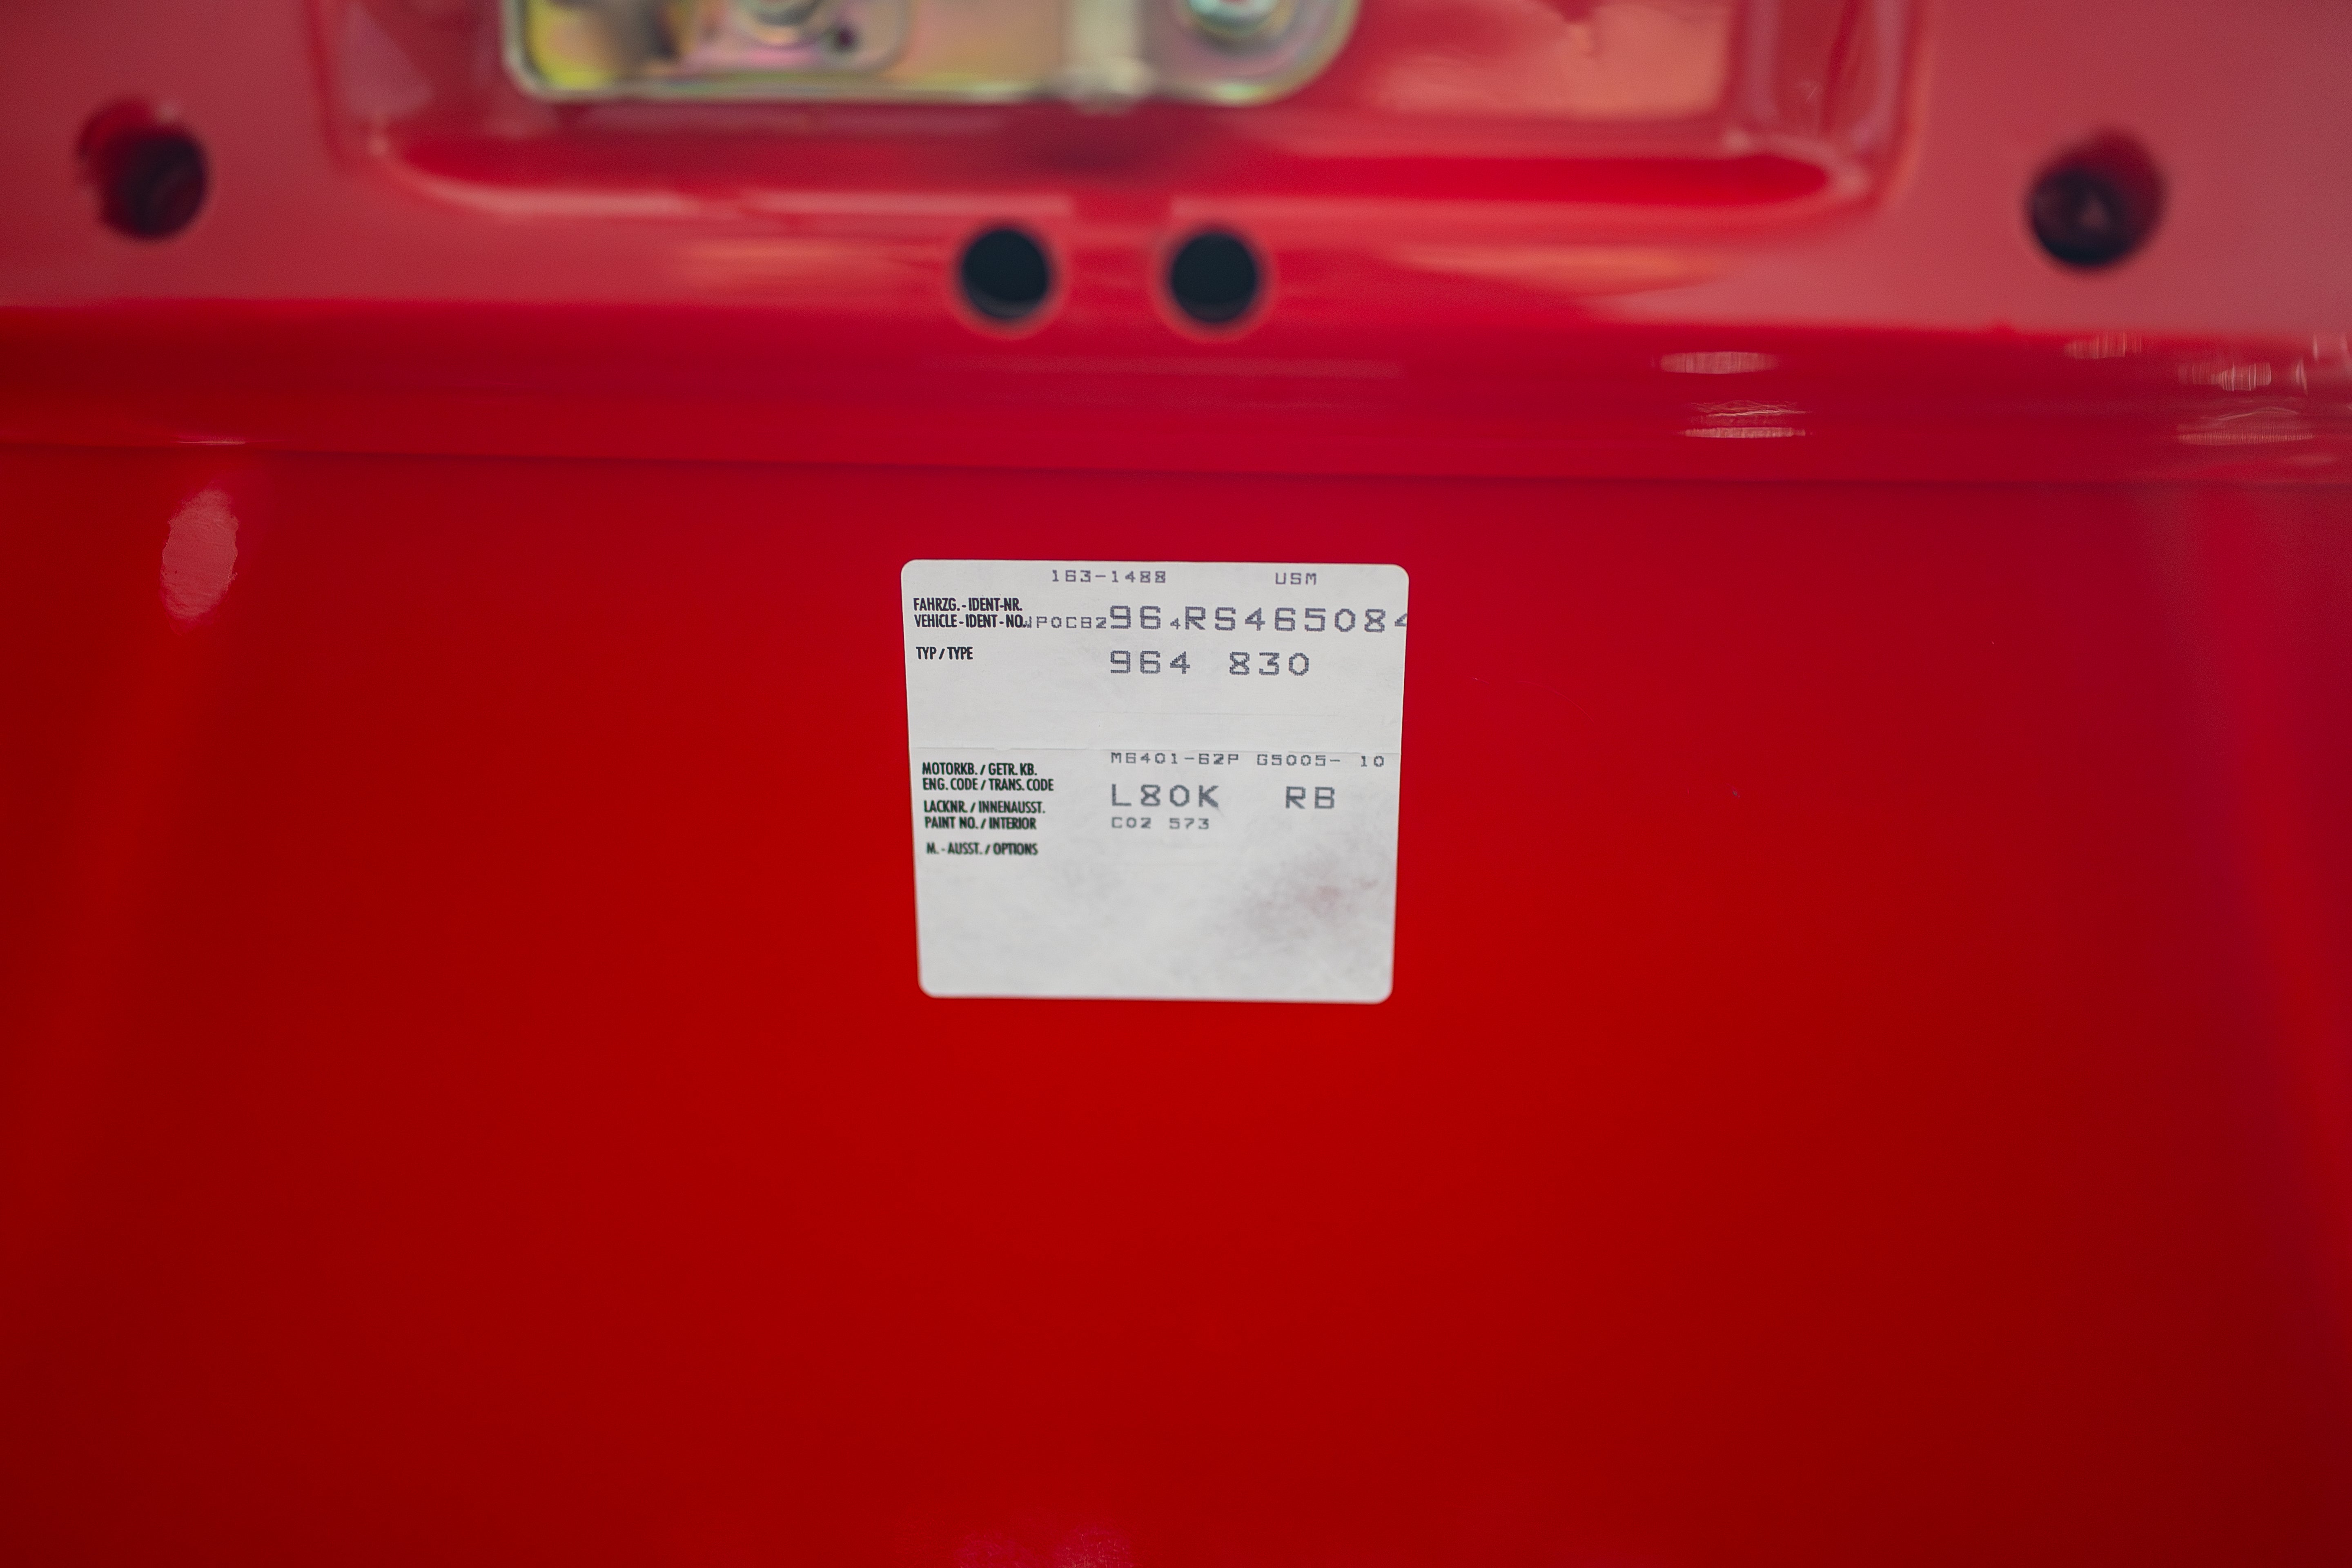 163-1488 USM
FAHRZG.-IDENT-NR.
VEHICLE-IDENT-NO. WP0CB2964RS465084
TYP / TYPE 964 830
M6401-62P G5005- 10
MOTORKB. / GETR. KB.
ENG. CODE / TRANS. CODE
L80K RB
LACKNR. / INNENAUSST.
PAINT NO. / INTERIOR C02 573
M.-AUSST. / OPTIONS